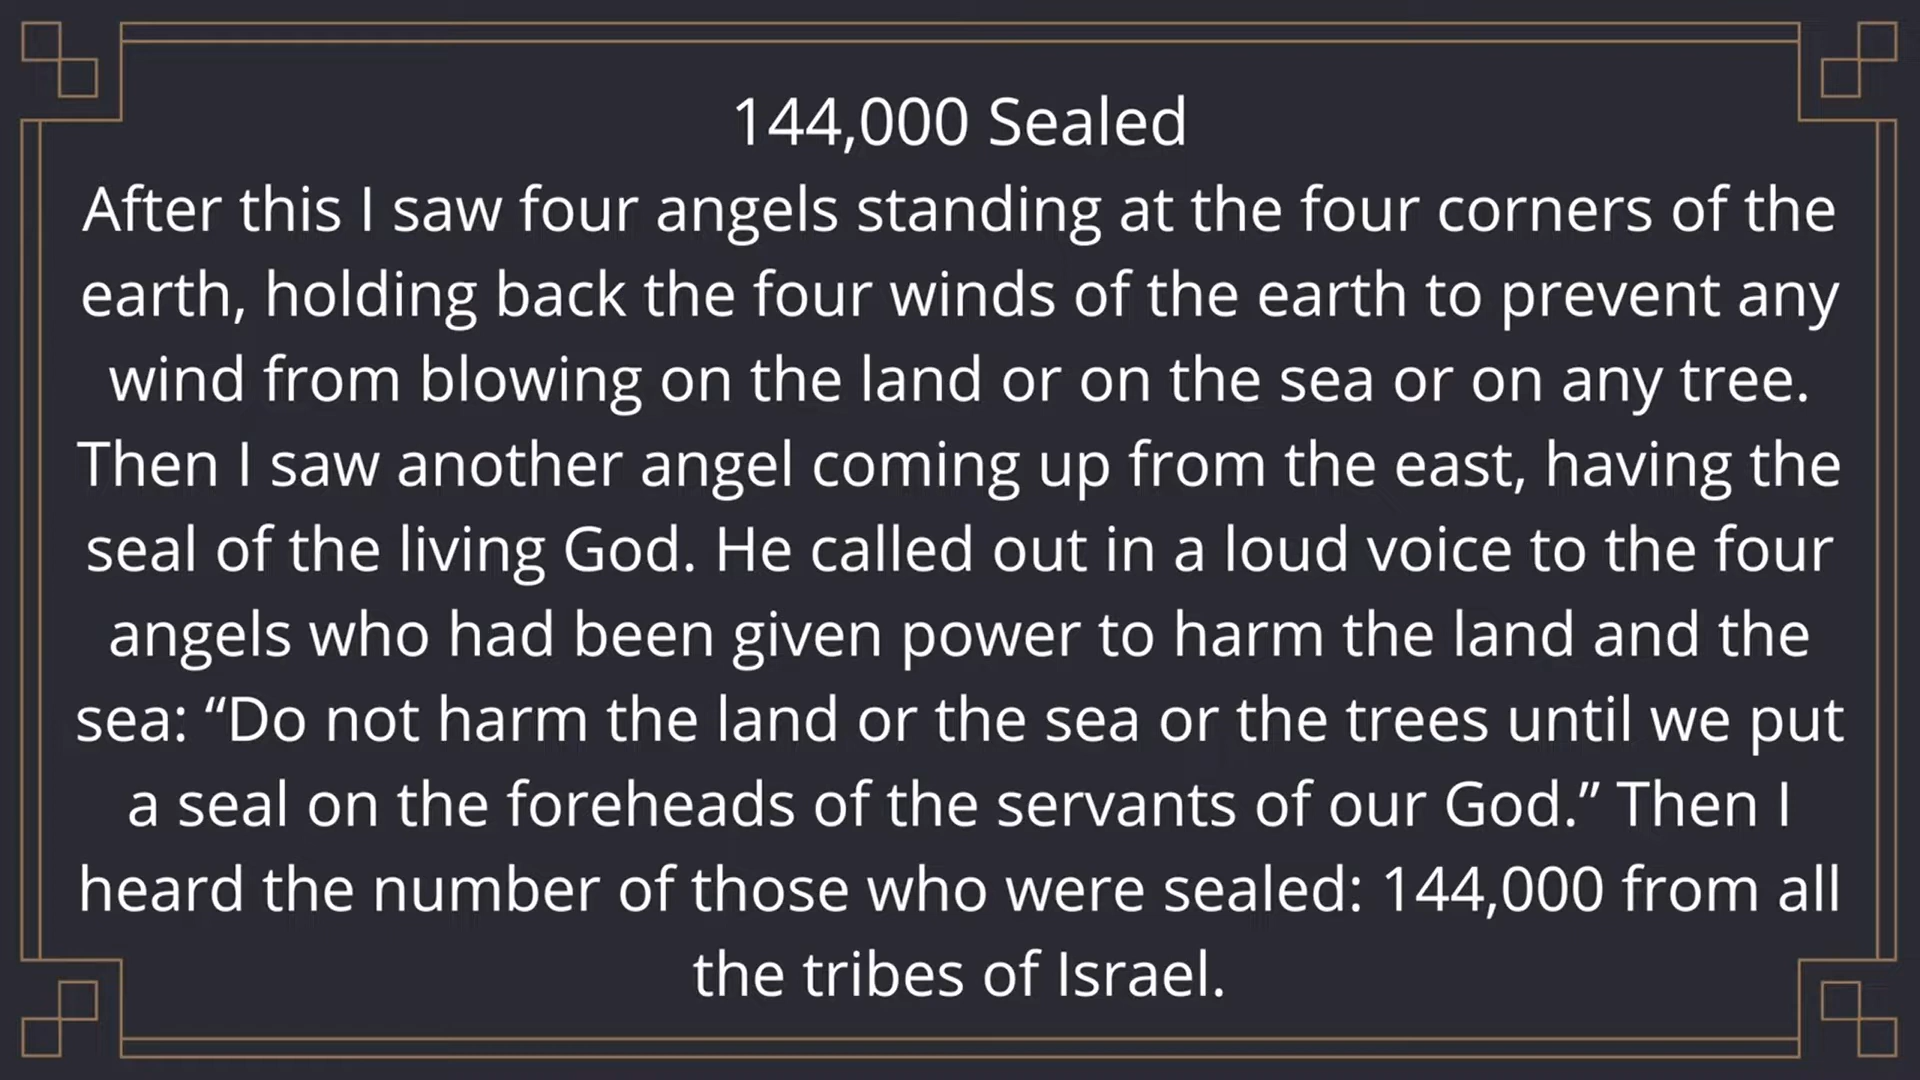 144,000 Sealed
After this I saw four angels standing at the four corners of the
earth, holding back the four winds of the earth to prevent any
wind from blowing on the land or on the sea or on any tree.
Then I saw another angel coming up from the east, having the
seal of the living God. He called out in a loud voice to the four
angels who had been given power to harm the land and the
sea: “Do not harm the land or the sea or the trees until we put
a seal on the foreheads of the servants of our God.” Then I
heard the number of those who were sealed: 144,000 from all
the tribes of Israel.